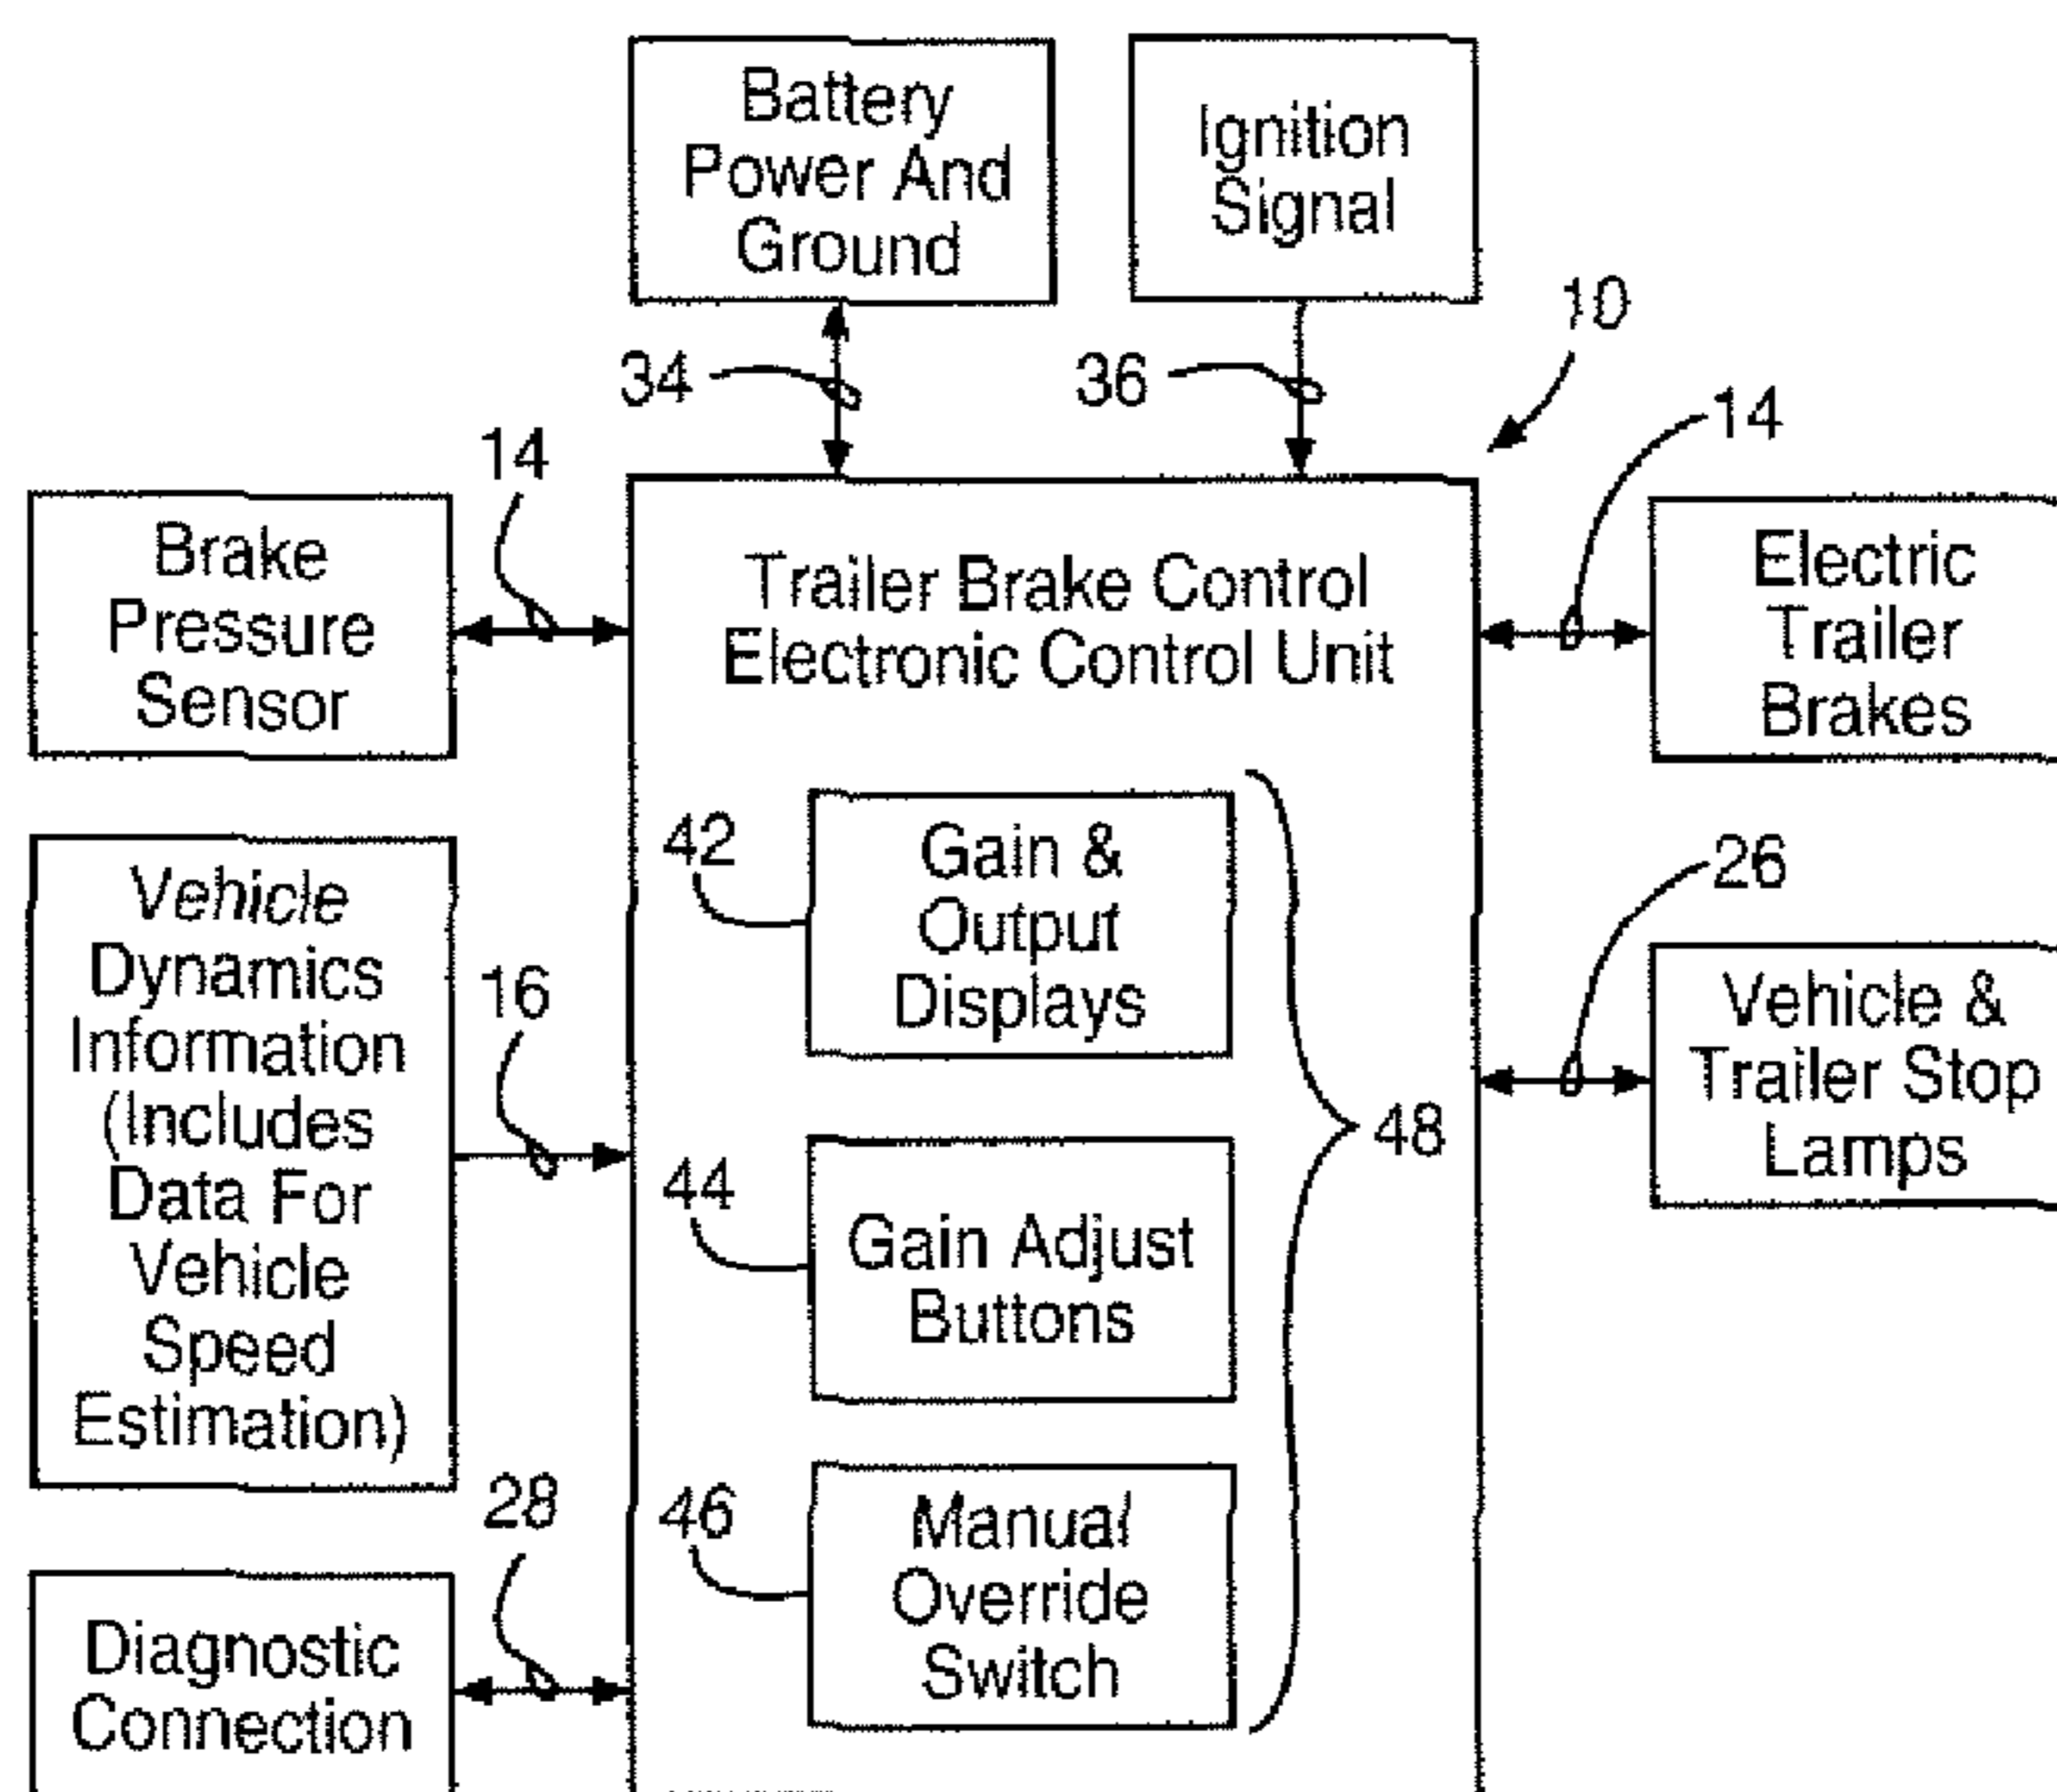 Battery
Power And
Ground
Ignition
Signal
10
34
36
14
14
Brake
Pressure
Sensor
Trailer Brake Control
Electronic Control Unit
Electric
Trailer
Brakes
Vehicle
Dynamics
Information
(Includes
Data For
Vehicle
Speed
Estimation)
16
42
Gain &
Output
Displays
26
Vehicle &
Trailer Stop
Lamps
48
44
Gain Adjust
Buttons
28
46
Manual
Override
Switch
Diagnostic
Connection